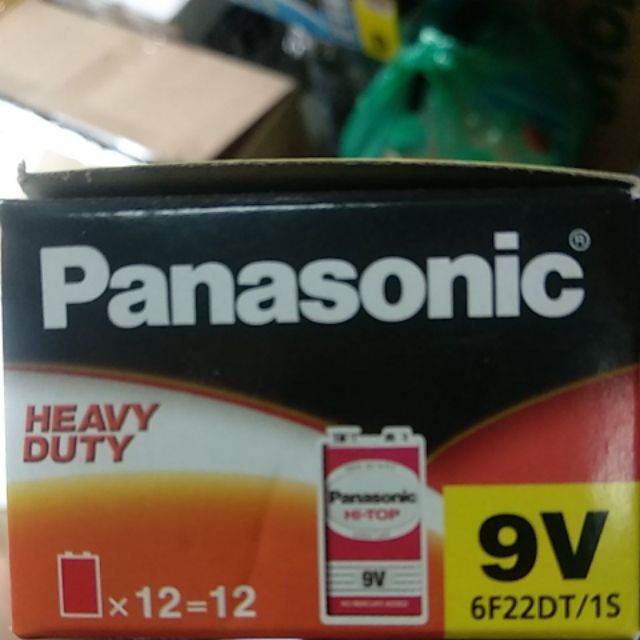 Panasonic®
HEAVY
DUTY
Panasonic
HI-TOP
9V
9V
6F22DT/1S
×12=12